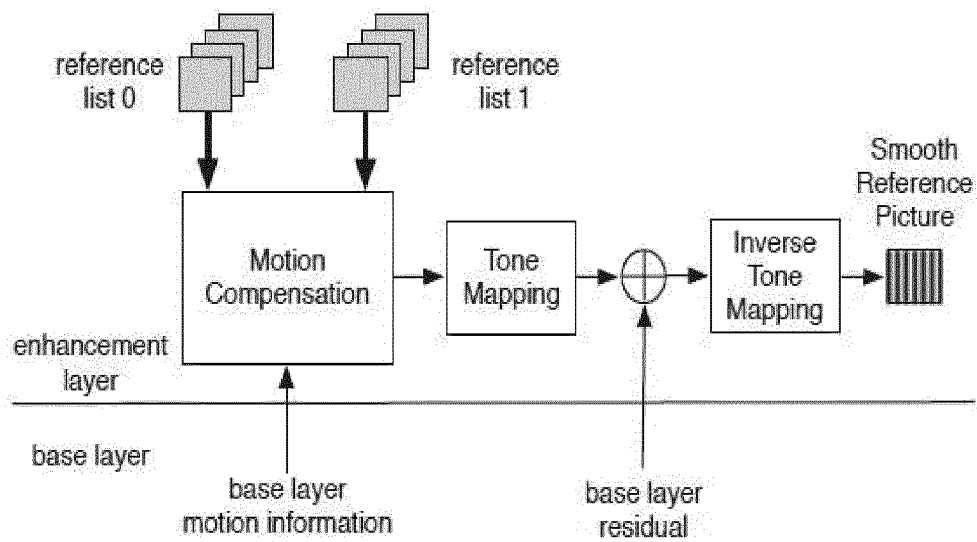 reference
list 0
reference
list 1
Smooth
Reference
Picture
Motion
Compensation
Tone
Mapping
Inverse
Tone
Mapping
enhancement
layer
base layer
base layer
motion information
base layer
residual